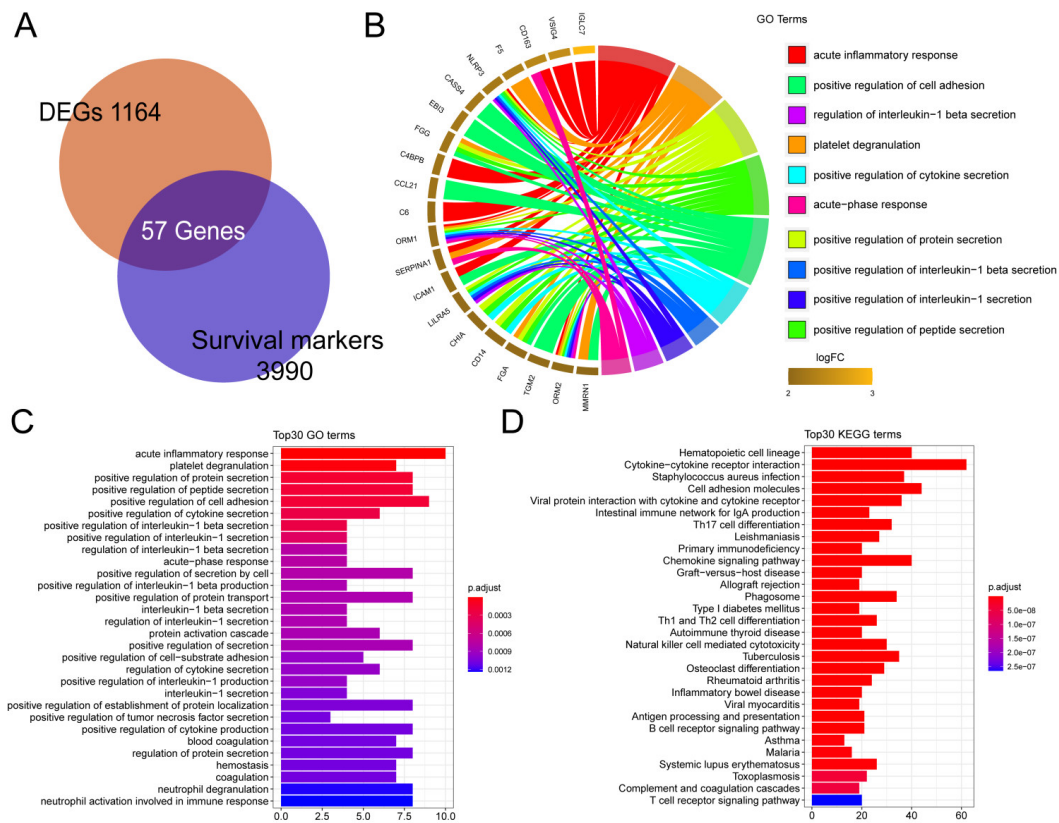 A
DEGs 1164
57 Genes
Survival markers
3990
B
IGLC7
VSIG4
CD163
F5
NLRP3
CASS4
EBI3
FGG
C4BPB
CCL21
C6
ORM1
SERPINA1
ICAM1
LILRA5
CHIA
CD14
FGA
TGM2
ORM2
MMRN1
GO Terms
acute inflammatory response
positive regulation of cell adhesion
regulation of interleukin-1 beta secretion
platelet degranulation
positive regulation of cytokine secretion
acute-phase response
positive regulation of protein secretion
positive regulation of interleukin-1 beta secretion
positive regulation of interleukin-1 secretion
positive regulation of peptide secretion
logFC
2 3
C
Top30 GO terms
acute inflammatory response
platelet degranulation
positive regulation of protein secretion
positive regulation of peptide secretion
positive regulation of cell adhesion
positive regulation of cytokine secretion
positive regulation of interleukin-1 beta secretion
positive regulation of interleukin-1 secretion
regulation of interleukin-1 beta secretion
acute-phase response
positive regulation of secretion by cell
positive regulation of interleukin-1 beta production
positive regulation of protein transport
interleukin-1 beta secretion
regulation of interleukin-1 secretion
protein activation cascade
positive regulation of secretion
positive regulation of cell-substrate adhesion
regulation of cytokine secretion
positive regulation of interleukin-1 production
interleukin-1 secretion
positive regulation of establishment of protein localization
positive regulation of tumor necrosis factor secretion
positive regulation of cytokine production
blood coagulation
regulation of protein secretion
hemostasis
coagulation
neutrophil degranulation
neutrophil activation involved in immune response
0.0 2.5 5.0 7.5 10.0
p.adjust
0.0003
0.0006
0.0009
0.0012
D
Top30 KEGG terms
Hematopoietic cell lineage
Cytokine-cytokine receptor interaction
Staphylococcus aureus infection
Cell adhesion molecules
Viral protein interaction with cytokine and cytokine receptor
Intestinal immune network for IgA production
Th17 cell differentiation
Leishmaniasis
Primary immunodeficiency
Chemokine signaling pathway
Graft-versus-host disease
Allograft rejection
Phagosome
Type I diabetes mellitus
Th1 and Th2 cell differentiation
Autoimmune thyroid disease
Natural killer cell mediated cytotoxicity
Tuberculosis
Osteoclast differentiation
Rheumatoid arthritis
Inflammatory bowel disease
Viral myocarditis
Antigen processing and presentation
B cell receptor signaling pathway
Asthma
Malaria
Systemic lupus erythematosus
Toxoplasmosis
Complement and coagulation cascades
T cell receptor signaling pathway
0 20 40 60
p.adjust
5.0e-08
1.0e-07
1.5e-07
2.0e-07
2.5e-07